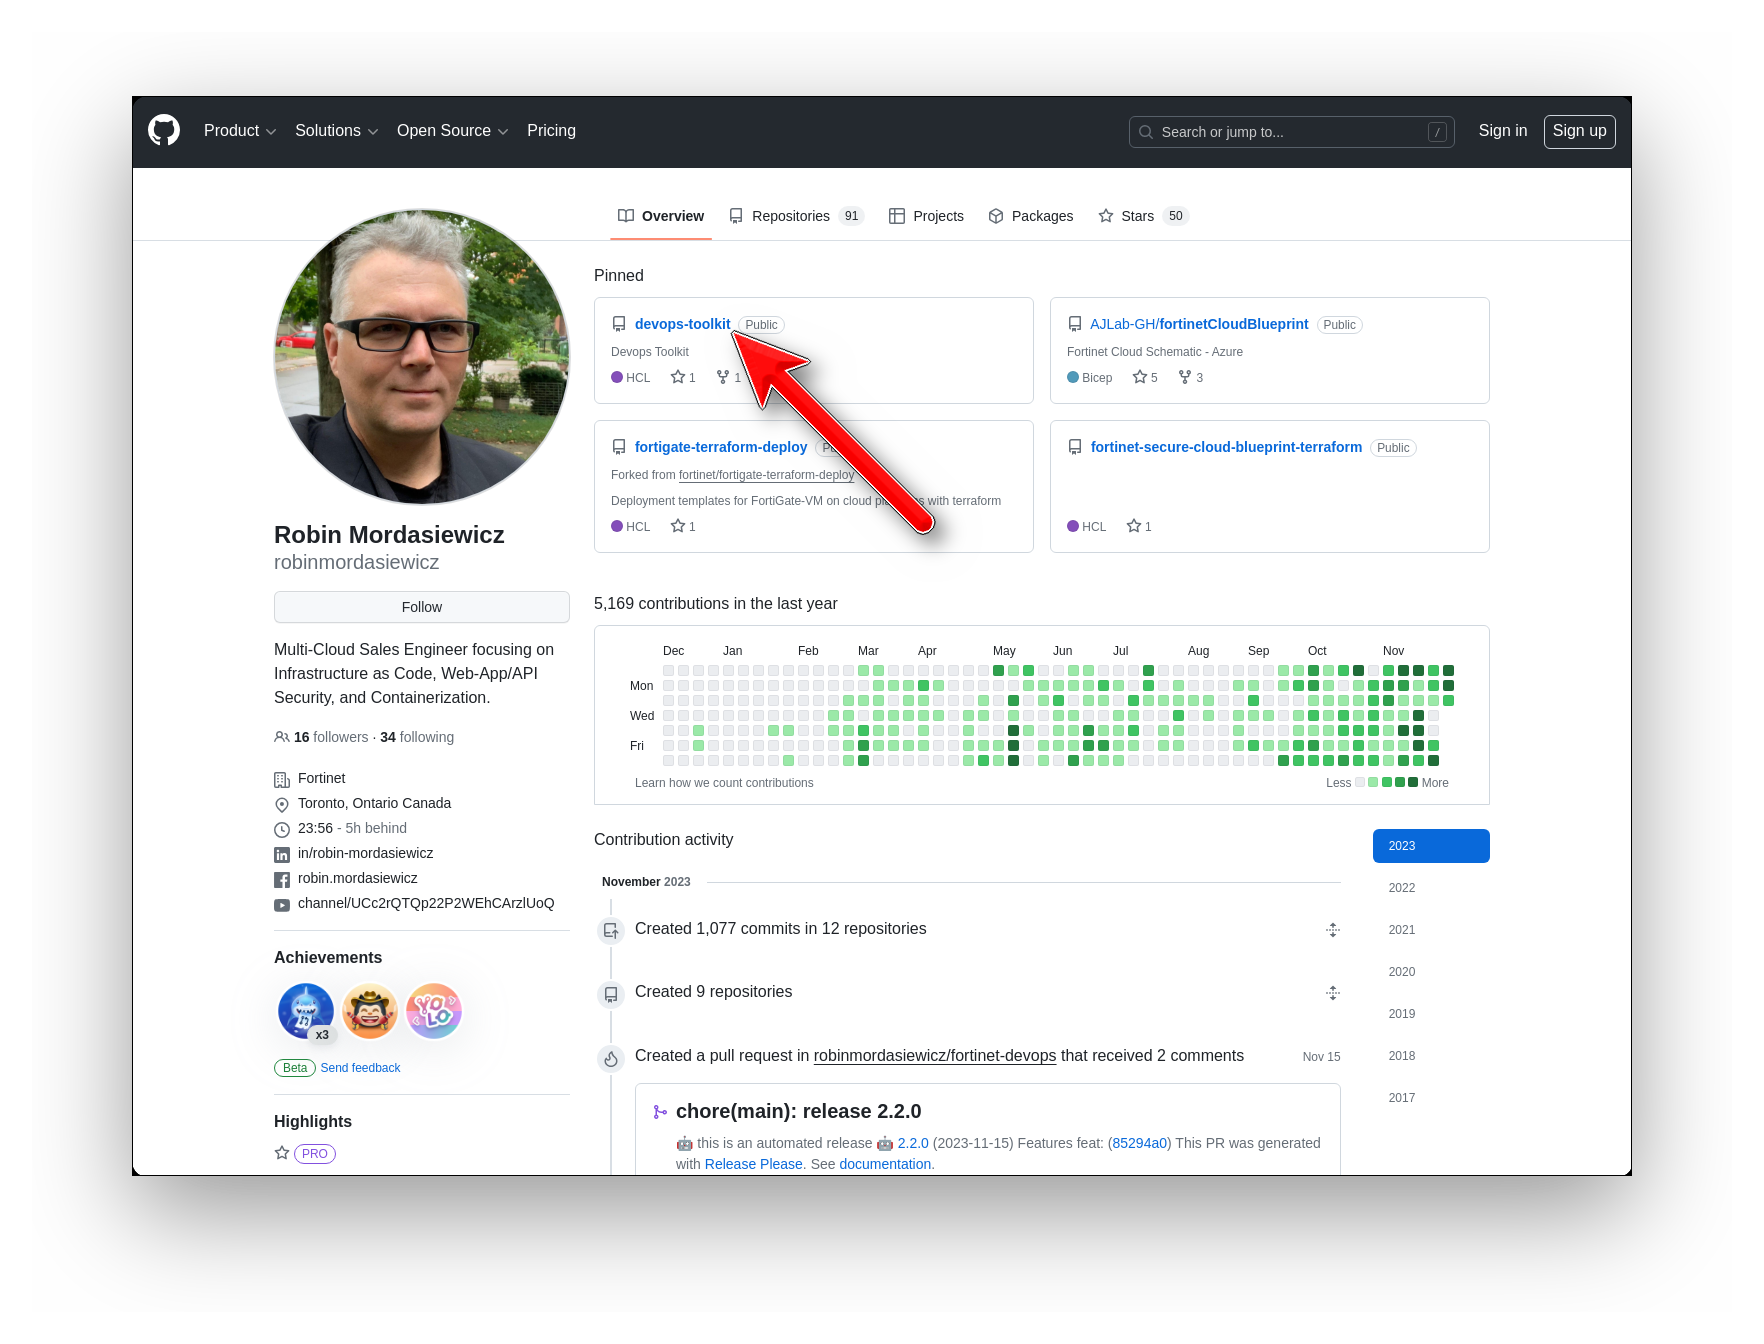 Product Solutions Open Source Pricing Search or jump to... / Sign in Sign up
Overview Repositories 91 Projects Packages Stars 50
Robin Mordasiewicz
robinmordasiewicz
Follow
Multi-Cloud Sales Engineer focusing on
Infrastructure as Code, Web-App/API
Security, and Containerization.
16 followers · 34 following
Fortinet
Toronto, Ontario Canada
23:56 - 5h behind
in/robin-mordasiewicz
robin.mordasiewicz
channel/UCc2rQTQp22P2WEhCArzlUoQ
Achievements
x3
YOLO
Beta Send feedback
Highlights
PRO
Pinned
devops-toolkit Public
Devops Toolkit
HCL 1 1
AJLab-GH/fortinetCloudBlueprint Public
Fortinet Cloud Schematic - Azure
Bicep 5 3
fortigate-terraform-deploy
Forked from fortinet/fortigate-terraform-deploy
Deployment templates for FortiGate-VM on cloud with terraform
HCL 1
fortinet-secure-cloud-blueprint-terraform Public
HCL 1
5,169 contributions in the last year
Dec Jan Feb Mar Apr May Jun Jul Aug Sep Oct Nov
Mon
Wed
Fri
Learn how we count contributions Less More
Contribution activity
November 2023
Created 1,077 commits in 12 repositories
Created 9 repositories
Created a pull request in robinmordasiewicz/fortinet-devops that received 2 comments Nov 15
chore(main): release 2.2.0
🤖 this is an automated release 🤖 2.2.0 (2023-11-15) Features feat: (85294a0) This PR was generated
with Release Please. See documentation.
2023
2022
2021
2020
2019
2018
2017